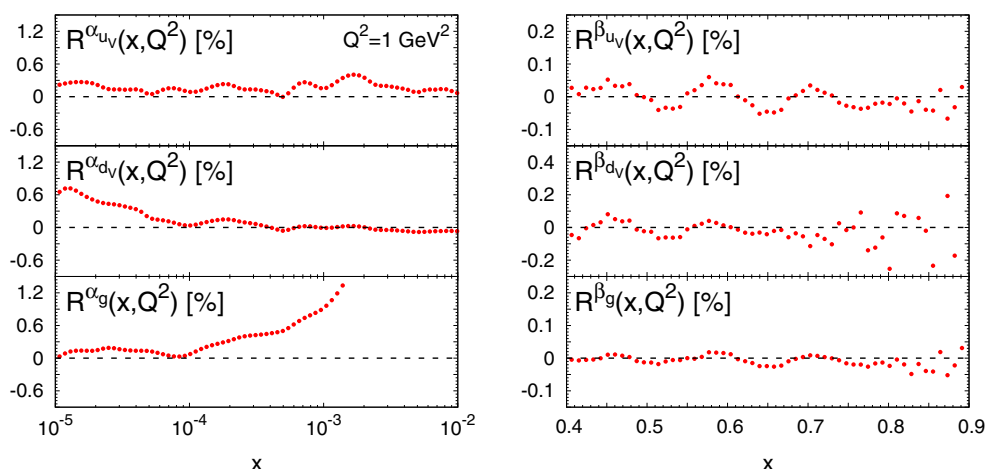 R^α_{u_V}(x,Q²) [%] Q²=1 GeV²
1.2
0.6
0
-0.6
R^α_{d_V}(x,Q²) [%]
1.2
0.6
0
-0.6
R^α_g(x,Q²) [%]
1.2
0.6
0
-0.6
10⁻⁵ 10⁻⁴ 10⁻³ 10⁻²
x
R^β_{u_V}(x,Q²) [%]
0.2
0.1
0
-0.1
R^β_{d_V}(x,Q²) [%]
0.4
0.2
0
-0.2
R^β_g(x,Q²) [%]
0.2
0.1
0
-0.1
0.4 0.5 0.6 0.7 0.8 0.9
x